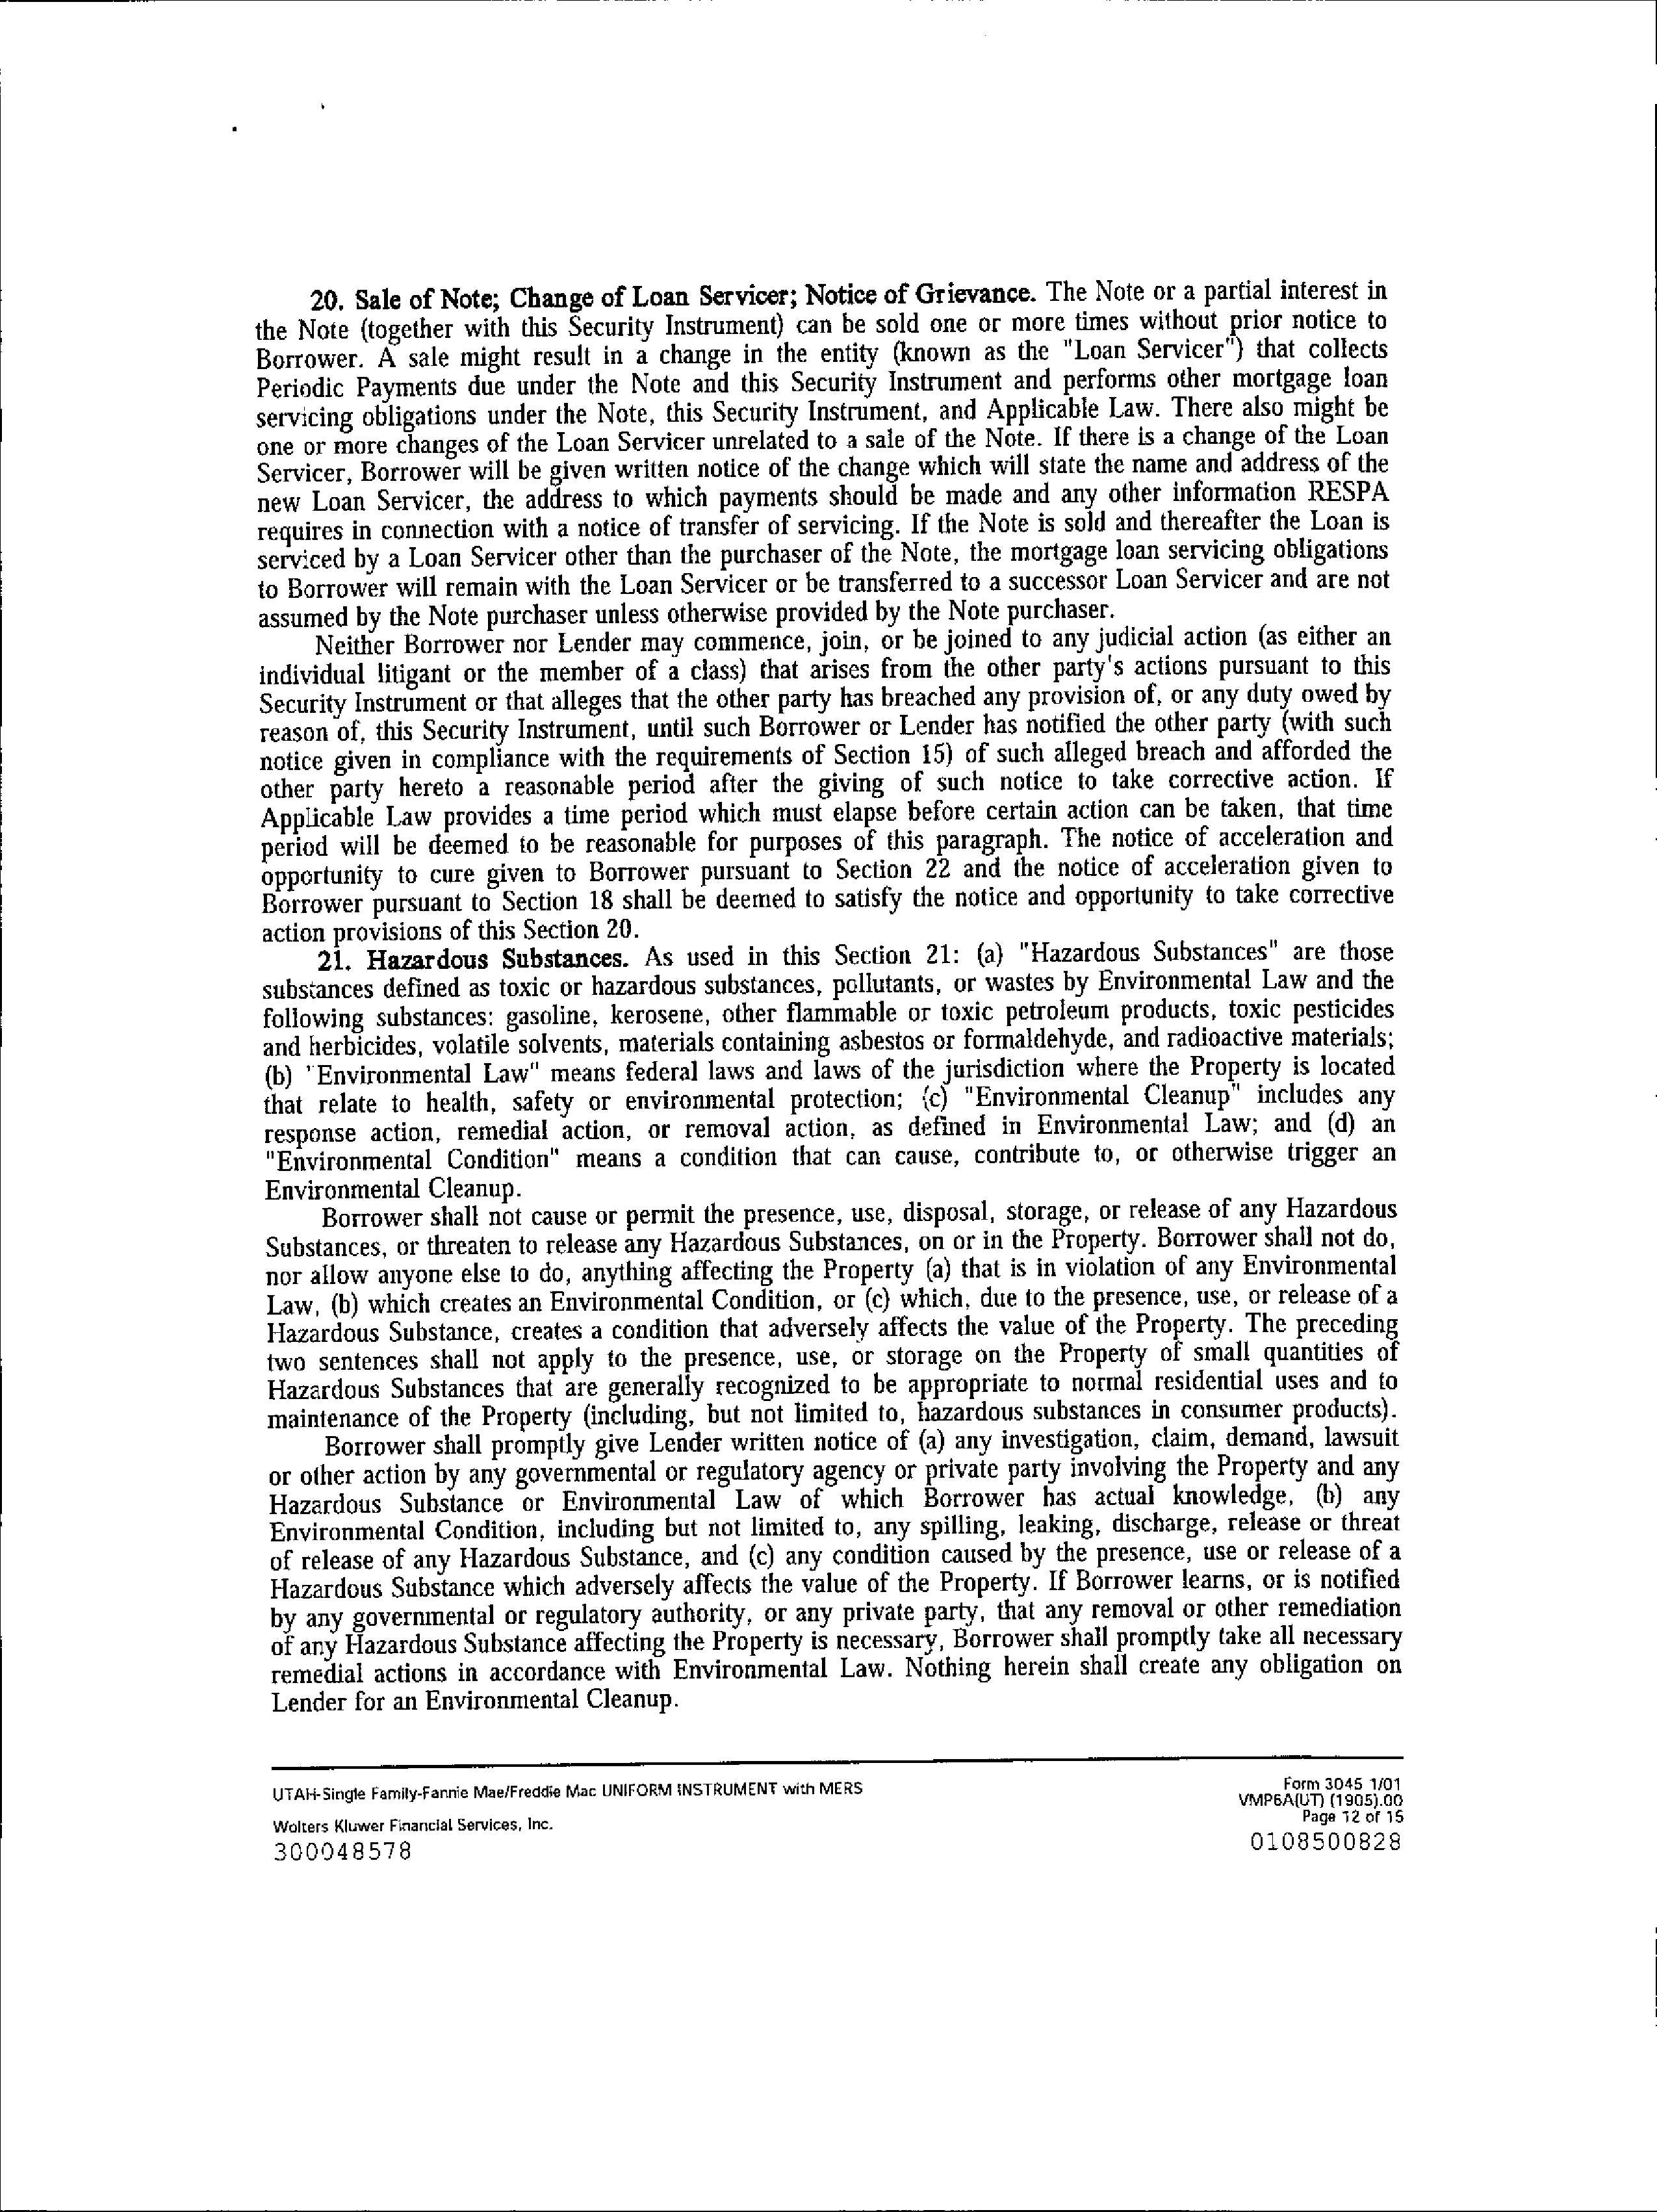 20. Sale of Note; Change of Loan Servicer; Notice of Grievance. The Note or a partial interest in
the Note (together with this Security Instrument) can be sold one or more times without prior notice to
Borrower. A sale might result in a change in the entity (known as the "Loan Servicer") that collects
Periodic Payments due under the Note and this Security Instrument and performs other mortgage loan
servicing obligations under the Note, this Security Instrument, and Applicable Law. There also might be
one or more changes of the Loan Servicer unrelated to a sale of the Note. If there is a change of the Loan
Servicer, Borrower will be given written notice of the change which will state the name and address of the
new Loan Servicer, the address to which payments should be made and any other information RESPA
requires in connection with a notice of transfer of servicing. If the Note is sold and thereafter the Loan is
serviced by a Loan Servicer other than the purchaser of the Note, the mortgage loan servicing obligations
to Borrower will remain with the Loan Servicer or be transferred to a successor Loan Servicer and are not
assumed by the Note purchaser unless otherwise provided by the Note purchaser.
Neither Borrower nor Lender may commence, join, or be joined to any judicial action (as either an
individual litigant or the member of a class) that arises from the other party's actions pursuant to this
Security Instrument or that alleges that the other party has breached any provision of, or any duty owed by
reason of, this Security Instrument, until such Borrower or Lender has notified the other party (with such
notice given in compliance with the requirements of Section 15) of such alleged breach and afforded the
other party hereto a reasonable period after the giving of such notice to take corrective action. If
Applicable Law provides a time period which must elapse before certain action can be taken, that time
period will be deemed to be reasonable for purposes of this paragraph. The notice of acceleration and
opportunity to cure given to Borrower pursuant to Section 22 and the notice of acceleration given to
Borrower pursuant to Section 18 shall be deemed to satisfy the notice and opportunity to take corrective
action provisions of this Section 20.
21. Hazardous Substances. As used in this Section 21: (a) "Hazardous Substances" are those
substances defined as toxic or hazardous substances, pollutants, or wastes by Environmental Law and the
following substances: gasoline, kerosene, other flammable or toxic petroleum products, toxic pesticides
and herbicides, volatile solvents, materials containing asbestos or formaldehyde, and radioactive materials;
(b) "Environmental Law" means federal laws and laws of the jurisdiction where the Property is located
that relate to health, safety or environmental protection; (c) "Environmental Cleanup" includes any
response action, remedial action, or removal action, as defined in Environmental Law; and (d) an
"Environmental Condition" means a condition that can cause, contribute to, or otherwise trigger an
Environmental Cleanup.
Borrower shall not cause or permit the presence, use, disposal, storage, or release of any Hazardous
Substances, or threaten to release any Hazardous Substances, on or in the Property. Borrower shall not do,
nor allow anyone else to do, anything affecting the Property (a) that is in violation of any Environmental
Law, (b) which creates an Environmental Condition, or (c) which, due to the presence, use, or release of a
Hazardous Substance, creates a condition that adversely affects the value of the Property. The preceding
two sentences shall not apply to the presence, use, or storage on the Property of small quantities of
Hazardous Substances that are generally recognized to be appropriate to normal residential uses and to
maintenance of the Property (including, but not limited to, hazardous substances in consumer products).
Borrower shall promptly give Lender written notice of (a) any investigation, claim, demand, lawsuit
or other action by any governmental or regulatory agency or private party involving the Property and any
Hazardous Substance or Environmental Law of which Borrower has actual knowledge, (b) any
Environmental Condition, including but not limited to, any spilling, leaking, discharge, release or threat
of release of any Hazardous Substance, and (c) any condition caused by the presence, use or release of a
Hazardous Substance which adversely affects the value of the Property. If Borrower learns, or is notified
by any governmental or regulatory authority, or any private party, that any removal or other remediation
of any Hazardous Substance affecting the Property is necessary, Borrower shall promptly take all necessary
remedial actions in accordance with Environmental Law. Nothing herein shall create any obligation on
Lender for an Environmental Cleanup.
UTAH-Single Family-Fannie Mae/Freddie Mac UNIFORM INSTRUMENT with MERS
Form 3045 1/01
VMP6A(UT) (1905).00
Wolters Kluwer Financial Services, Inc.
Page 12 of 15
300048578
0108500828